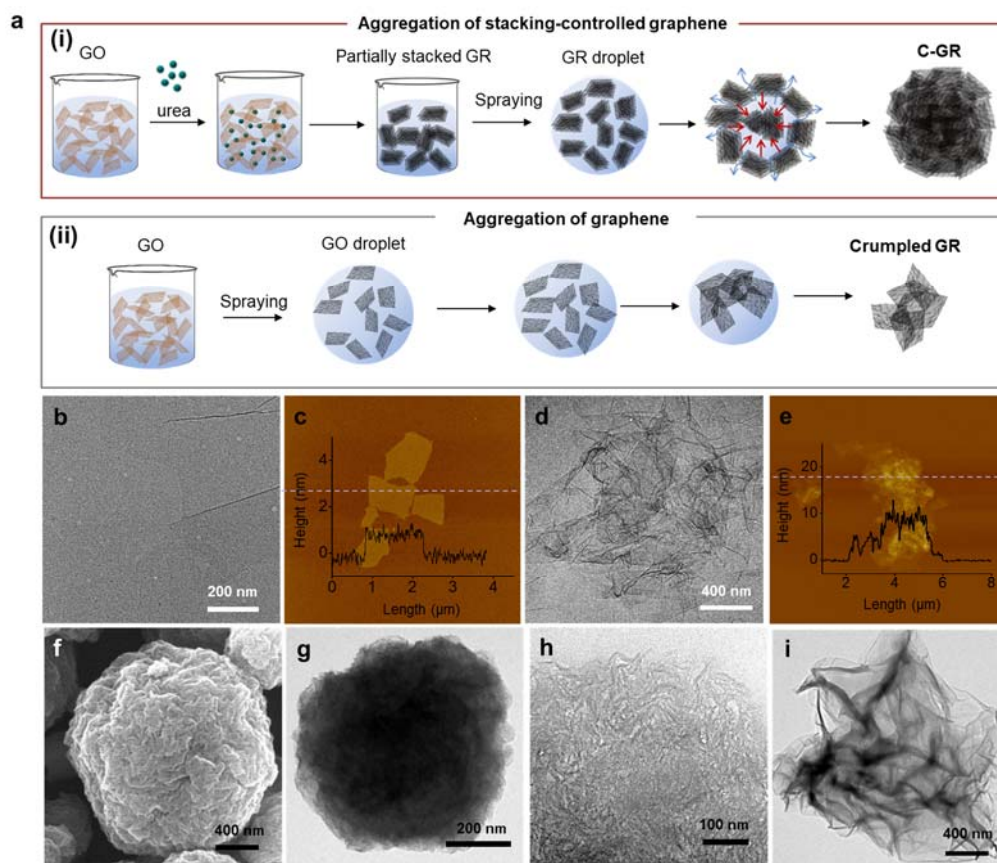 a
Aggregation of stacking-controlled graphene
(i)
GO
urea
Partially stacked GR
Spraying
GR droplet
C-GR
Aggregation of graphene
(ii)
GO
Spraying
GO droplet
Crumpled GR
b
200 nm
c
Height (nm)
4
2
0
0 1 2 3 4
Length (μm)
d
400 nm
e
Height (nm)
20
10
0
2 4 6 8
Length (μm)
f
400 nm
g
200 nm
h
100 nm
i
400 nm